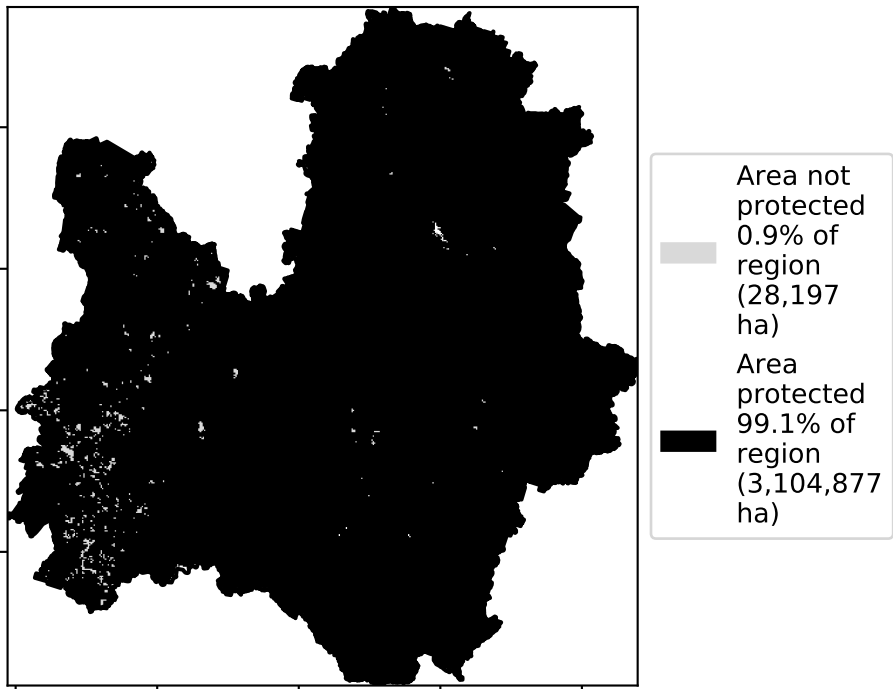 Area not
protected
0.9% of
region
(28,197
ha)
Area
protected
99.1% of
region
(3,104,877
ha)